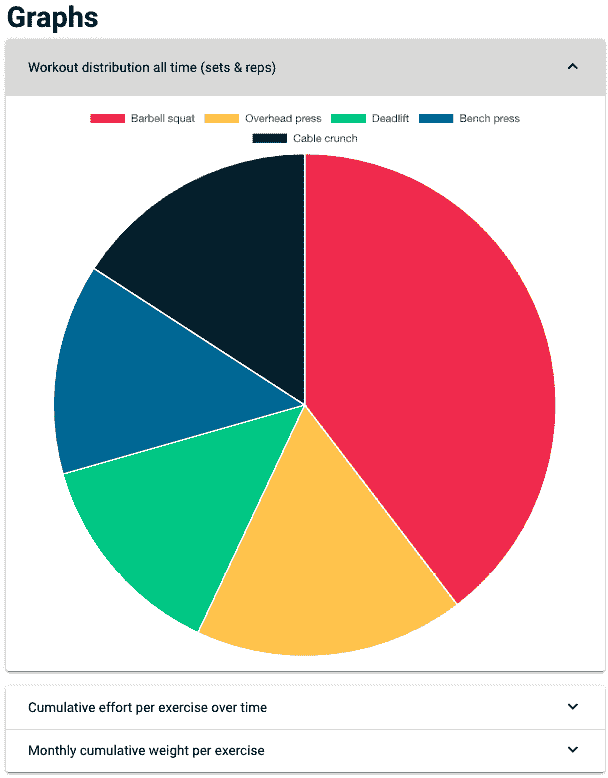 Graphs
Workout distribution all time (sets & reps)
Barbell squat Overhead press Deadlift Bench press
Cable crunch
Cumulative effort per exercise over time
Monthly cumulative weight per exercise